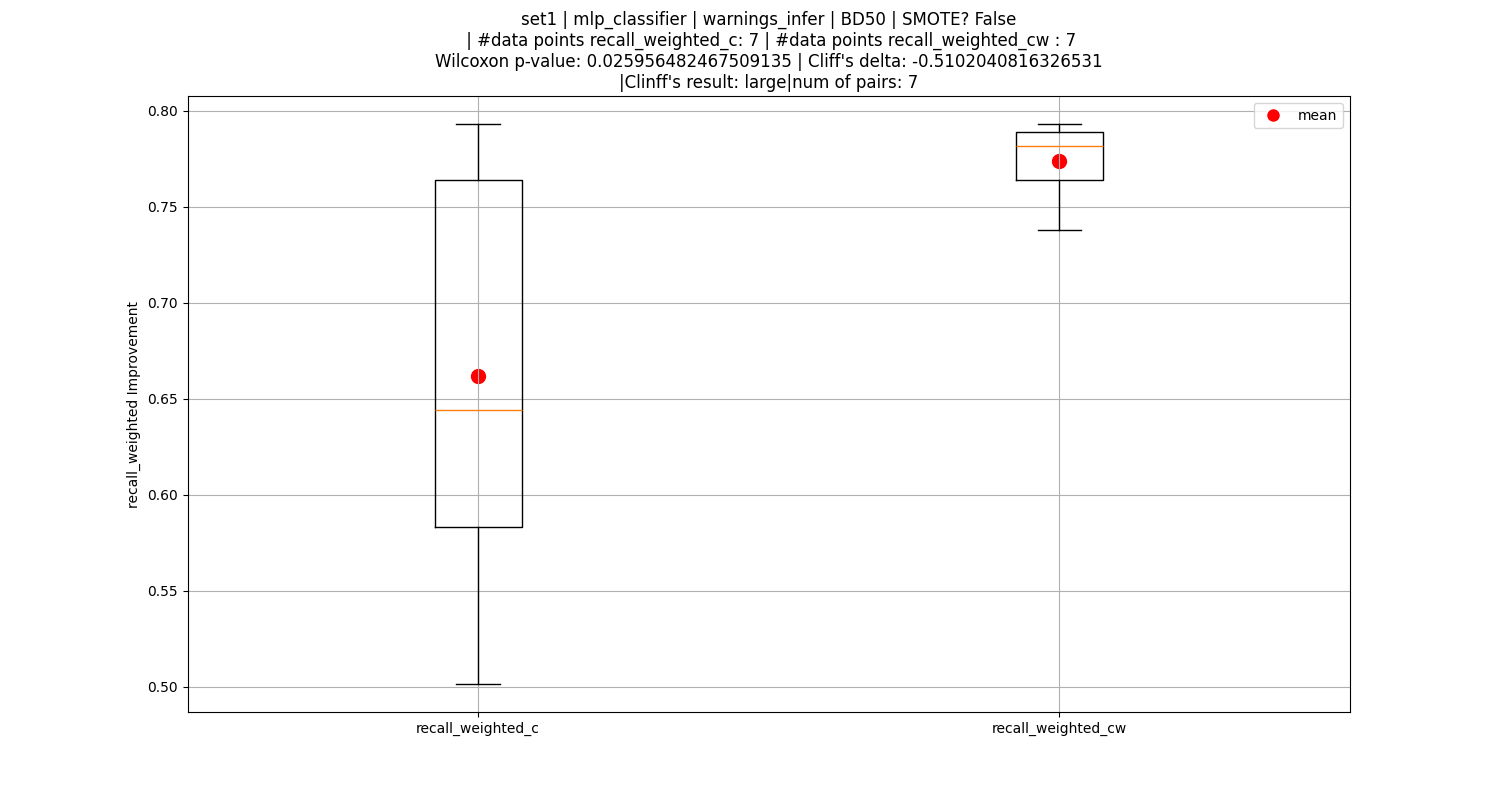 set1 | mlp_classifier | warnings_infer | BD50 | SMOTE? False
| #data points recall_weighted_c: 7 | #data points recall_weighted_cw : 7
Wilcoxon p-value: 0.025956482467509135 | Cliff's delta: -0.5102040816326531
|Clinff's result: large|num of pairs: 7
mean
0.80
0.75
0.70
0.65
0.60
0.55
0.50
recall_weighted Improvement
recall_weighted_c
recall_weighted_cw